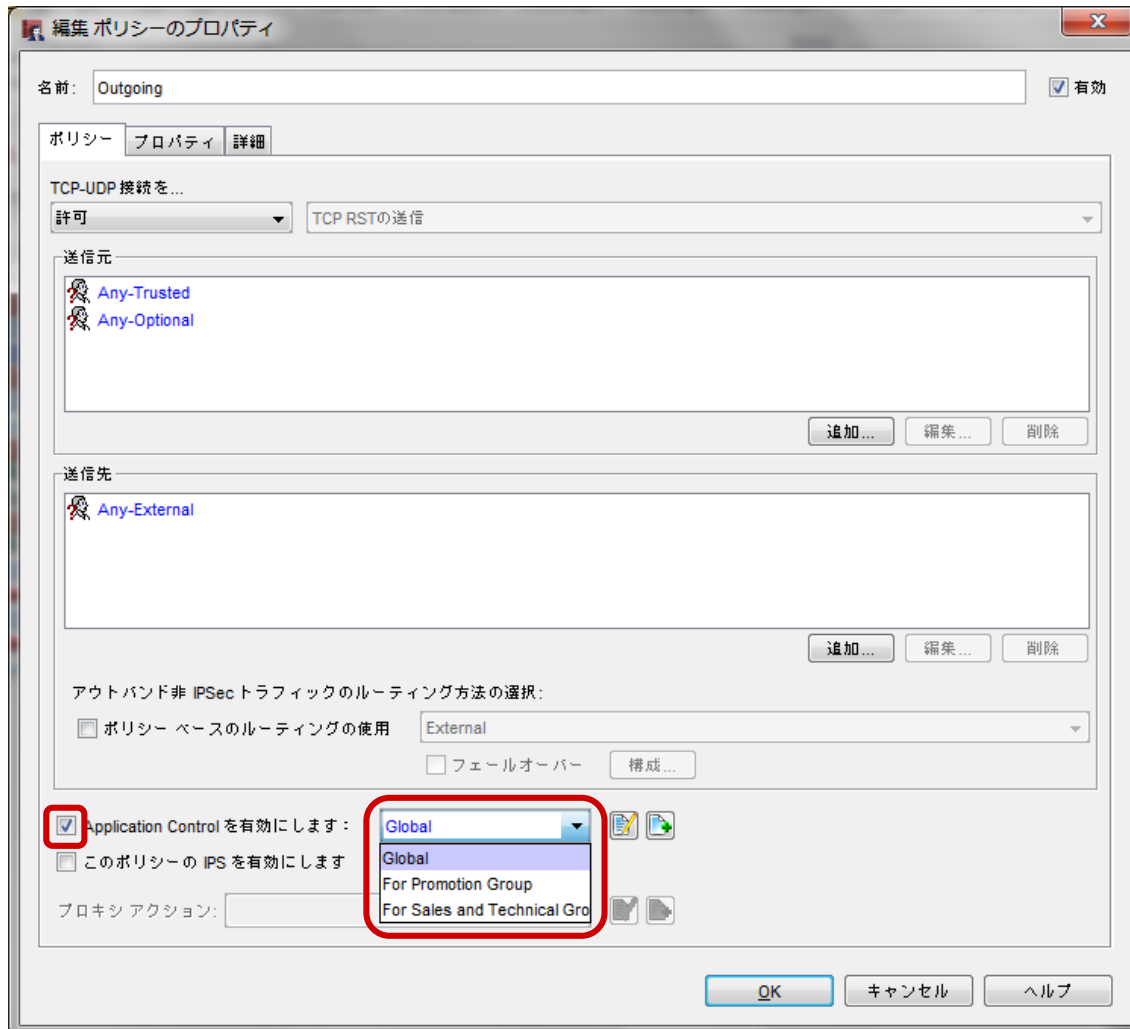 編集 ポリシーのプロパティ
名前: Outgoing 有効
ポリシー プロパティ 詳細
TCP-UDP 接続を...
許可 TCP RSTの送信
送信元
Any-Trusted
Any-Optional
追加... 編集... 削除
送信先
Any-External
追加... 編集... 削除
アウトバンド非 IPSec トラフィックのルーティング方法の選択:
ポリシー ベースのルーティングの使用 External
フェールオーバー 構成...
Application Control を有効にします： Global
このポリシーの IPS を有効にします Global
For Promotion Group
プロキシ アクション: For Sales and Technical Gro
OK キャンセル ヘルプ